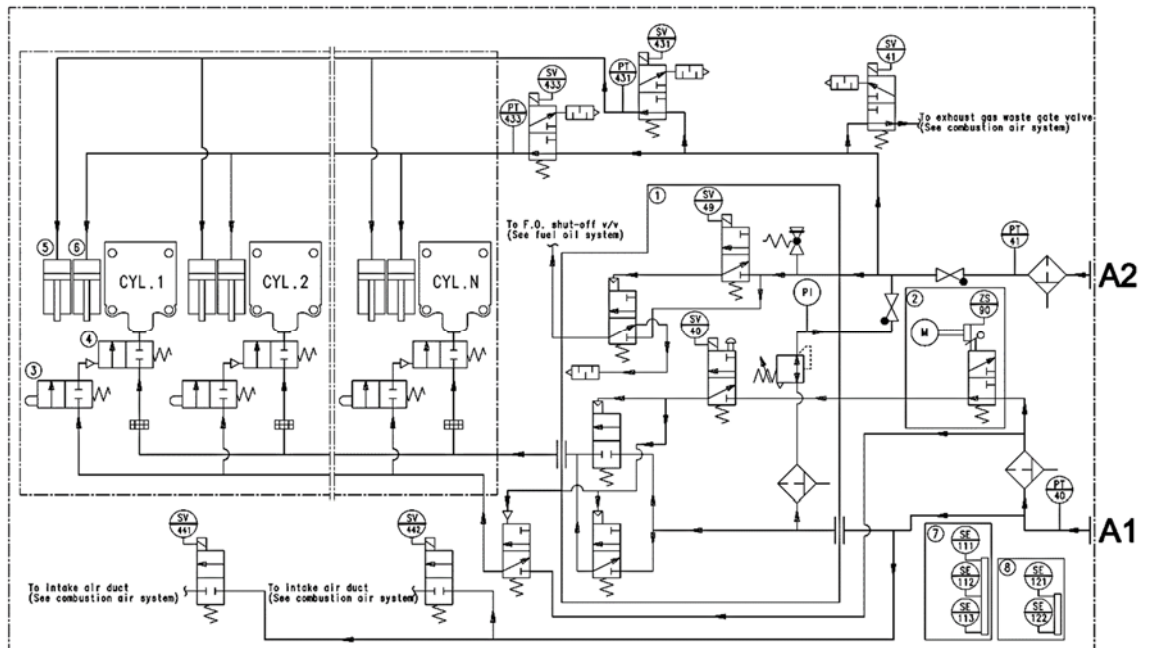 SV
431
SV
41
PT
431
SV
433
PT
433
To exhaust gas waste gate valve
(See combustion air system)
1
SV
49
To F.O. shut-off v/v
(See fuel oil system)
PT
41
A2
5
6
CYL.1
CYL.2
CYL.N
PI
2
ZS
90
M
SV
40
4
3
PT
40
A1
SV
441
SV
442
7
SE
111
SE
112
SE
113
8
SE
121
SE
122
To intake air duct
(See combustion air system)
To intake air duct
(See combustion air system)